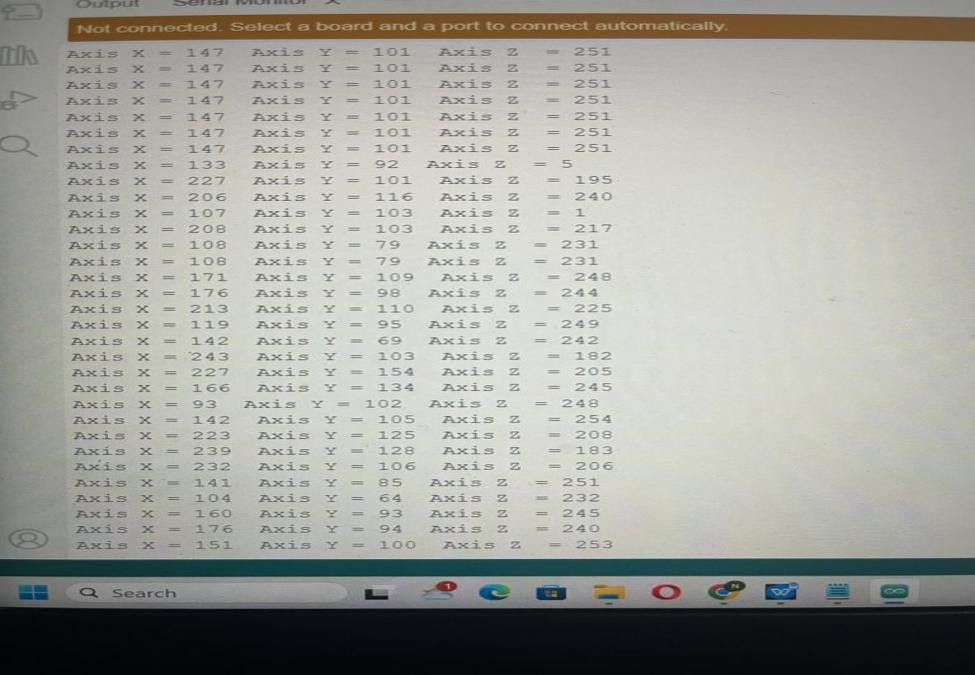 Output Serial Monitor
Not connected. Select a board and a port to connect automatically.
Axis X = 147 Axis Y = 101 Axis Z = 251
Axis X = 147 Axis Y = 101 Axis Z = 251
Axis X = 147 Axis Y = 101 Axis Z = 251
Axis X = 147 Axis Y = 101 Axis Z = 251
Axis X = 147 Axis Y = 101 Axis Z = 251
Axis X = 147 Axis Y = 101 Axis Z = 251
Axis X = 147 Axis Y = 101 Axis Z = 251
Axis X = 133 Axis Y = 92 Axis Z = 5
Axis X = 227 Axis Y = 101 Axis Z = 195
Axis X = 206 Axis Y = 116 Axis Z = 240
Axis X = 107 Axis Y = 103 Axis Z = 1
Axis X = 208 Axis Y = 103 Axis Z = 217
Axis X = 108 Axis Y = 79 Axis Z = 231
Axis X = 108 Axis Y = 79 Axis Z = 231
Axis X = 171 Axis Y = 109 Axis Z = 248
Axis X = 176 Axis Y = 98 Axis Z = 244
Axis X = 213 Axis Y = 110 Axis Z = 225
Axis X = 119 Axis Y = 95 Axis Z = 249
Axis X = 142 Axis Y = 69 Axis Z = 242
Axis X = 243 Axis Y = 103 Axis Z = 182
Axis X = 227 Axis Y = 154 Axis Z = 205
Axis X = 166 Axis Y = 134 Axis Z = 245
Axis X = 93 Axis Y = 102 Axis Z = 248
Axis X = 142 Axis Y = 105 Axis Z = 254
Axis X = 223 Axis Y = 125 Axis Z = 208
Axis X = 239 Axis Y = 128 Axis Z = 183
Axis X = 232 Axis Y = 106 Axis Z = 206
Axis X = 141 Axis Y = 85 Axis Z = 251
Axis X = 104 Axis Y = 64 Axis Z = 232
Axis X = 160 Axis Y = 93 Axis Z = 245
Axis X = 176 Axis Y = 94 Axis Z = 240
Axis X = 151 Axis Y = 100 Axis Z = 253
Search 1 N W